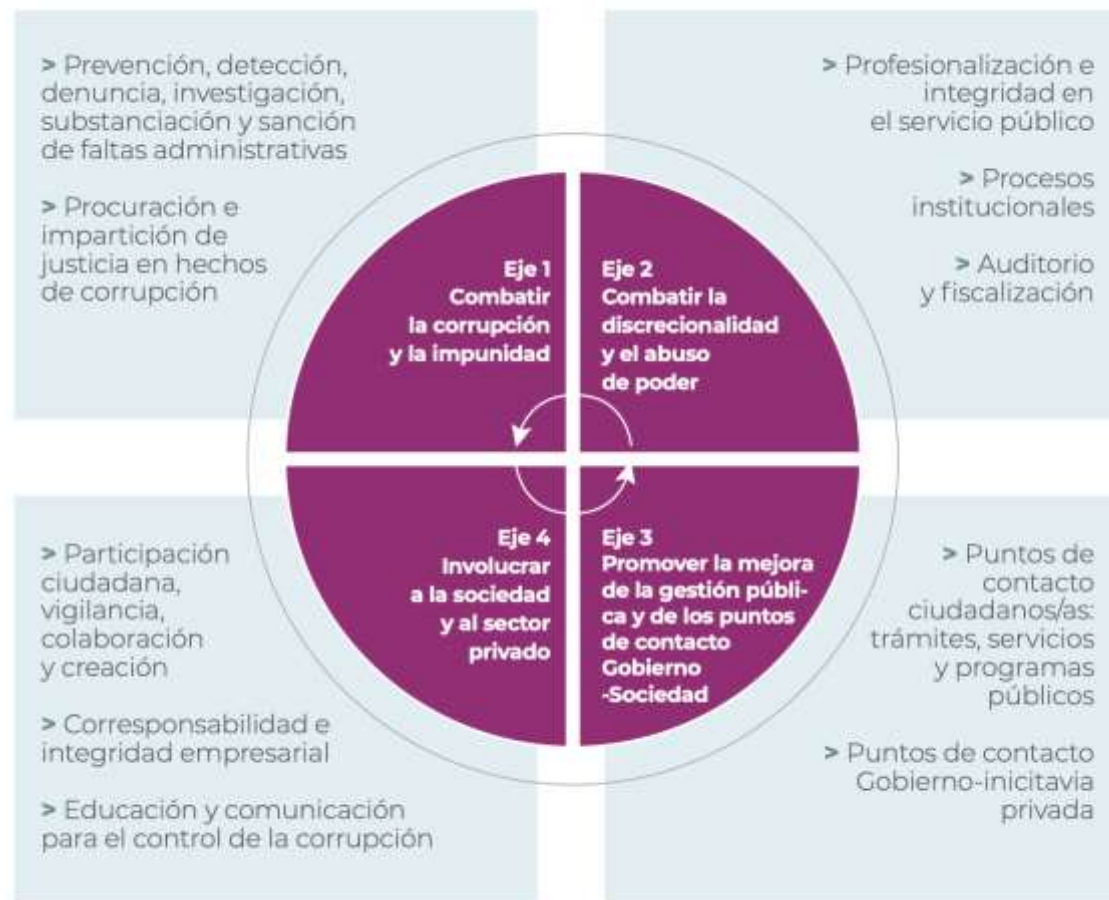 > Prevención, detección,
denuncia, investigación,
substanciación y sanción
de faltas administrativas
> Procuración e
impartición de
justicia en hechos
de corrupción
> Profesionalización e
integridad en
el servicio público
> Procesos
institucionales
> Auditorio
y fiscalización
Eje 1
Combatir
la corrupción
y la impunidad
Eje 2
Combatir la
discrecionalidad
y el abuso
de poder
Eje 4
Involucrar
a la sociedad
y al sector
privado
Eje 3
Promover la mejora
de la gestión públi-
ca y de los puntos
de contacto
Gobierno
-Sociedad
> Participación
ciudadana,
vigilancia,
colaboración
y creación
> Corresponsabilidad e
integridad empresarial
> Educación y comunicación
para el control de la corrupción
> Puntos de
contacto
ciudadanos/as:
trámites, servicios
y programas
públicos
> Puntos de contacto
Gobierno-inicitavia
privada